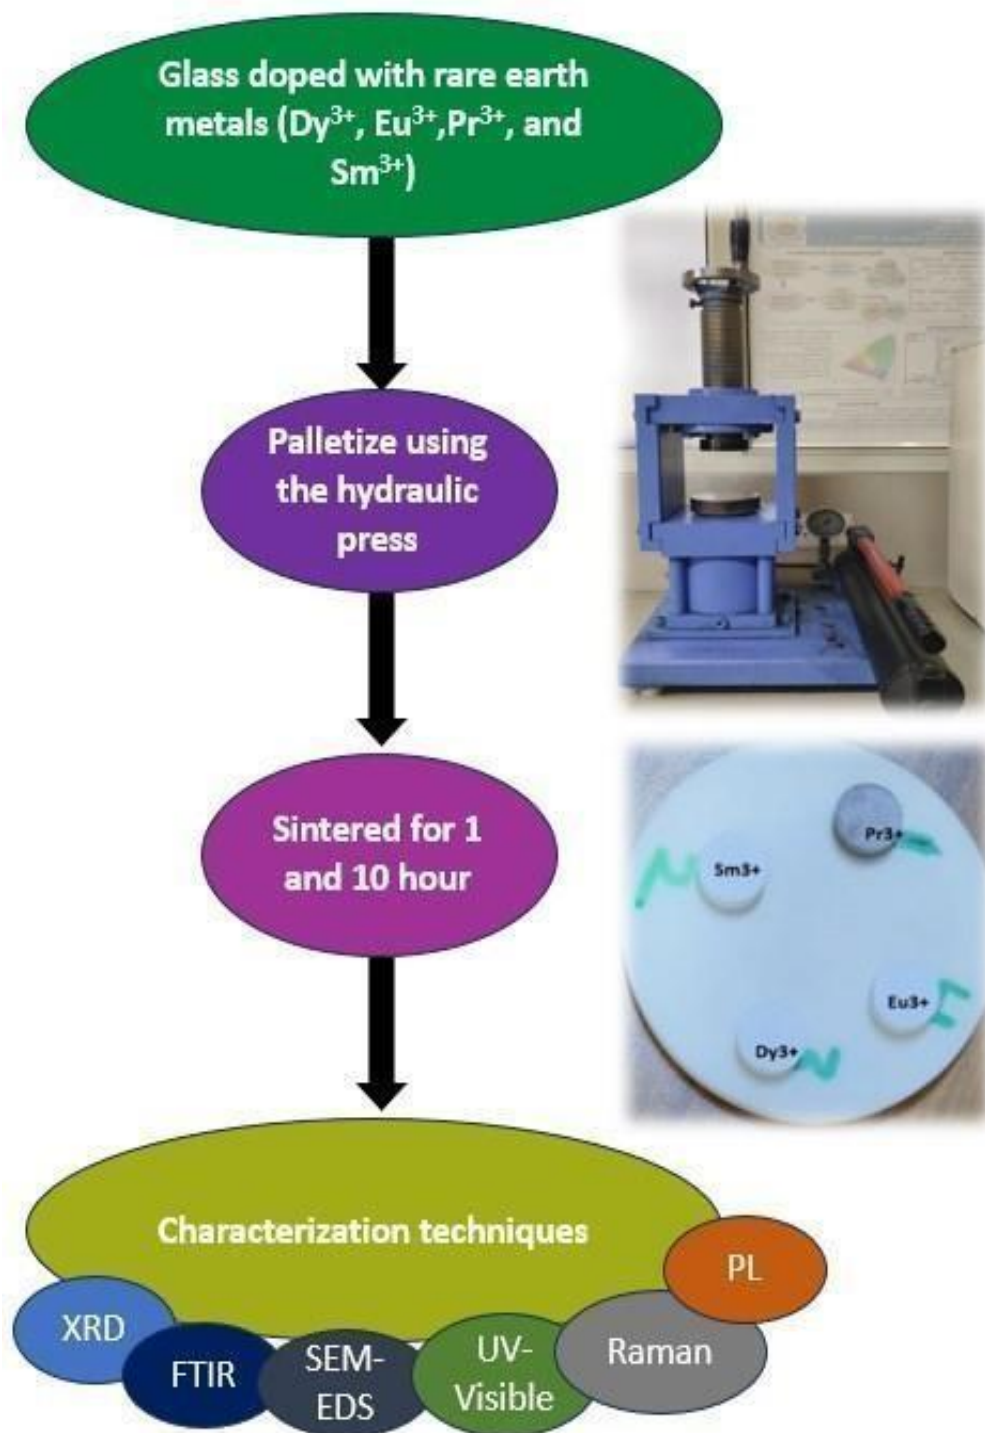 Glass doped with rare earth
metals (Dy³⁺, Eu³⁺,Pr³⁺, and
Sm³⁺)
Palletize using
the hydraulic
press
Sintered for 1
and 10 hour
Pr3+
Sm3+
Eu3+
Dy3+
Characterization techniques
PL
XRD
FTIR
SEM-
EDS
UV-
Visible
Raman